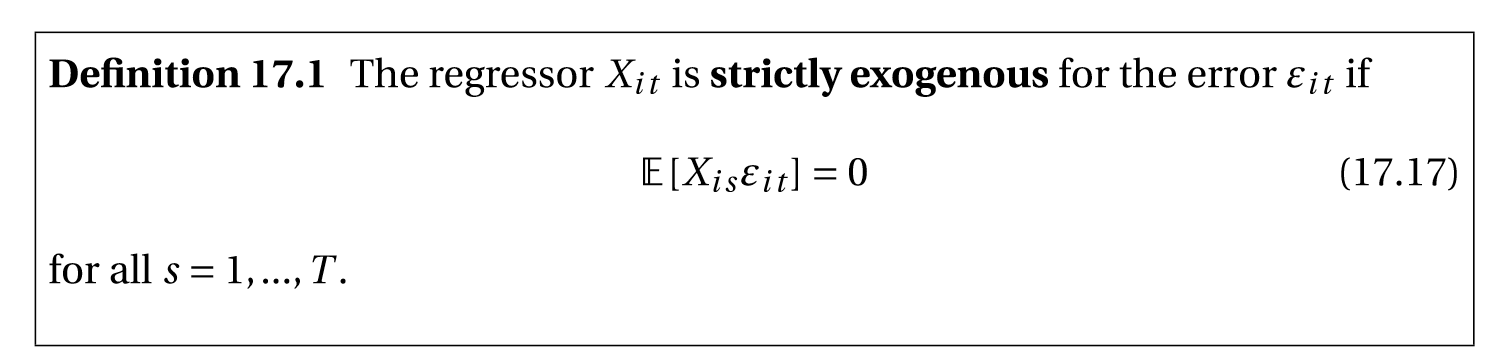 Definition 17.1 The regressor X_{it} is strictly exogenous for the error ε_{it} if
𝔼[X_{is}ε_{it}] = 0 (17.17)
for all s = 1,..., T.